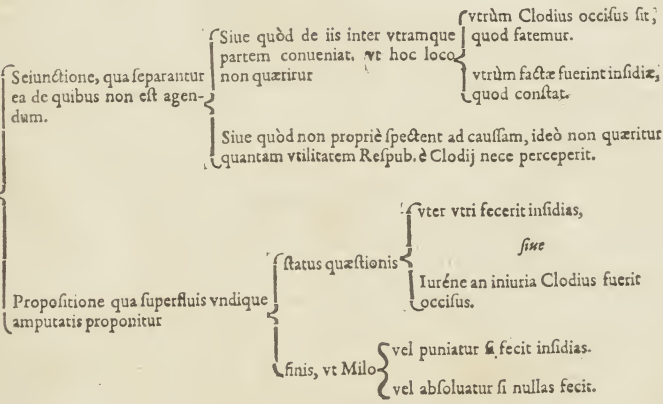 Seiunctione, qua ſeparantur
ea de quibus non eſt agen-
dum.
Siue quòd de iis inter vtramque
partem conueniat. vt hoc loco
non quæritur
vtrùm Clodius occiſus ſit,
quod fatemur.
vtrùm factæ fuerint inſidiæ,
quod conſtat.
Siue quòd non propriè ſpectent ad cauſſam, ideò non quæritur
quantam vtilitatem Reſpub. è Clodij nece perceperit.
Propoſitione qua ſuperfluis vndique
amputatis proponitur
ſtatus quæſtionis
vter vtri fecerit inſidias,
ſiue
Iuréne an iniuria Clodius fuerit
occiſus.
finis, vt Milo
vel puniatur ſi fecit inſidias.
vel abſoluatur ſi nullas fecit.